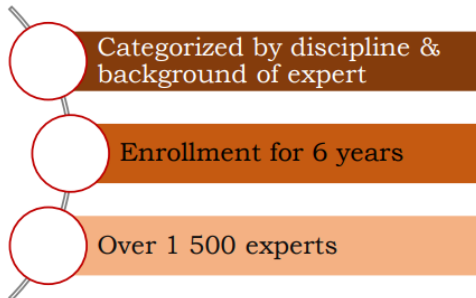 Categorized by discipline &
background of expert
Enrollment for 6 years
Over 1 500 experts